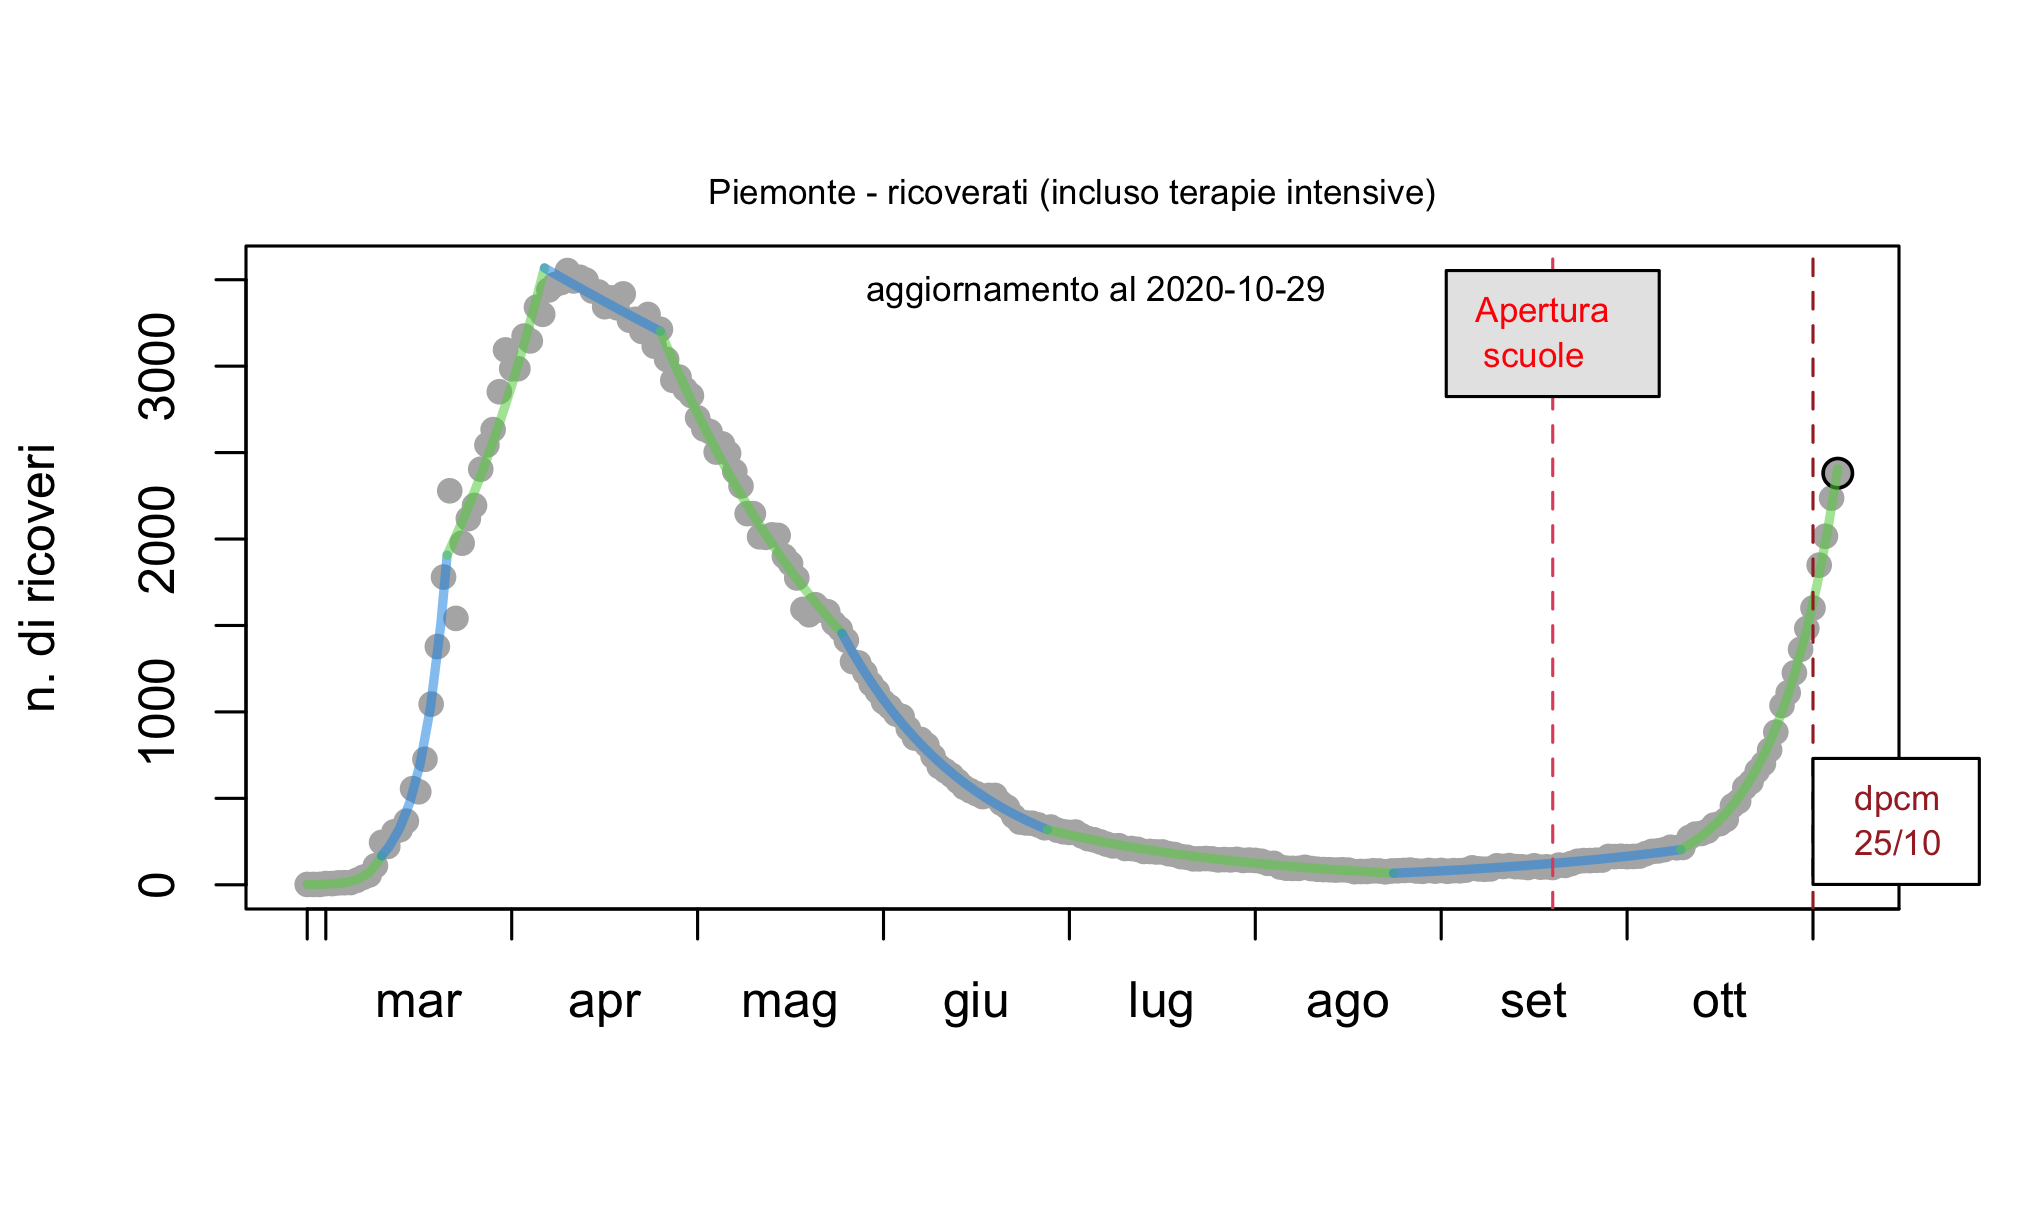 Piemonte - ricoverati (incluso terapie intensive)
aggiornamento al 2020-10-29
Apertura
scuole
dpcm
25/10
n. di ricoveri
3000
2000
1000
0
mar apr mag giu lug ago set ott